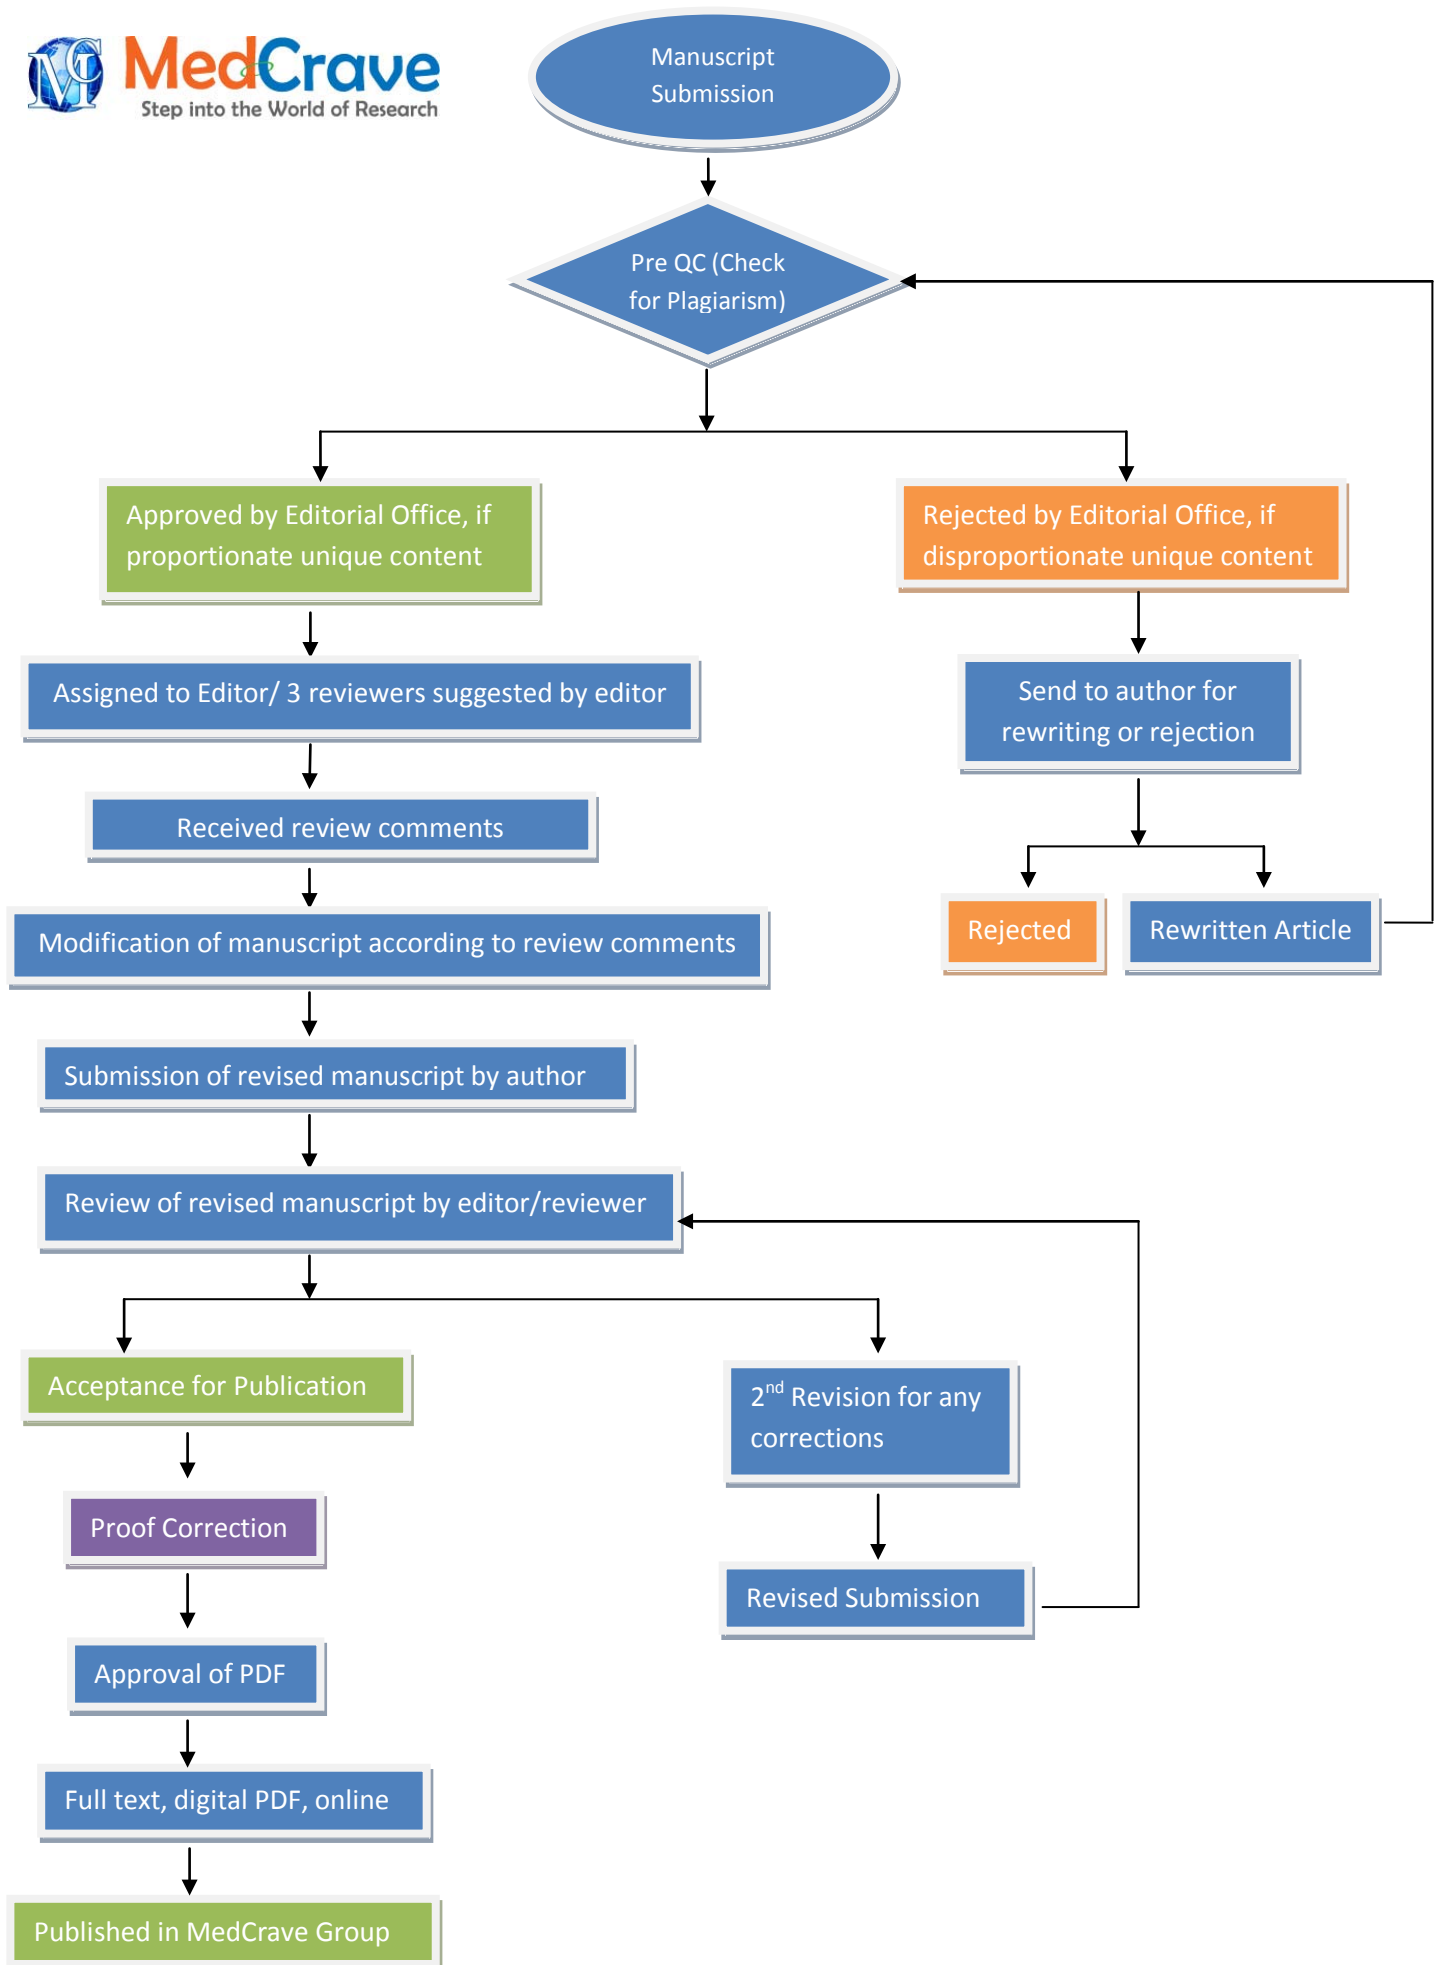 MedCrave
Step into the World of Research
Manuscript
Submission
Pre QC (Check
for Plagiarism)
Approved by Editorial Office, if
proportionate unique content
Rejected by Editorial Office, if
disproportionate unique content
Assigned to Editor/ 3 reviewers suggested by editor
Send to author for
rewriting or rejection
Received review comments
Rejected
Rewritten Article
Modification of manuscript according to review comments
Submission of revised manuscript by author
Review of revised manuscript by editor/reviewer
Acceptance for Publication
2nd Revision for any
corrections
Proof Correction
Revised Submission
Approval of PDF
Full text, digital PDF, online
Published in MedCrave Group